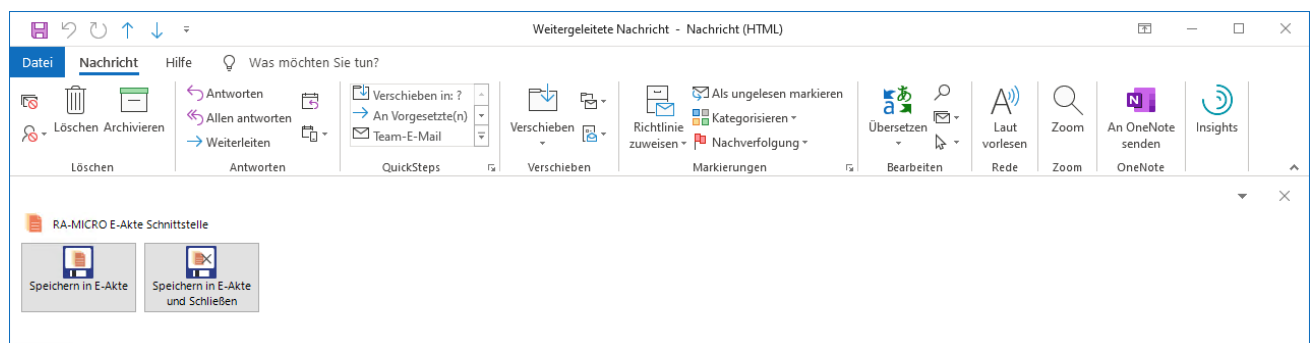 Weitergeleitete Nachricht - Nachricht (HTML)
Datei Nachricht Hilfe Was möchten Sie tun?
Löschen Archivieren
Löschen
Antworten
Allen antworten
Weiterleiten
Antworten
Verschieben in: ?
An Vorgesetzte(n)
Team-E-Mail
QuickSteps
Verschieben
Verschieben
Richtlinie
zuweisen
Als ungelesen markieren
Kategorisieren
Nachverfolgung
Markierungen
Übersetzen
Bearbeiten
Laut
vorlesen
Rede
Zoom
Zoom
An OneNote
senden
OneNote
Insights
RA-MICRO E-Akte Schnittstelle
Speichern in E-Akte
Speichern in E-Akte
und Schließen